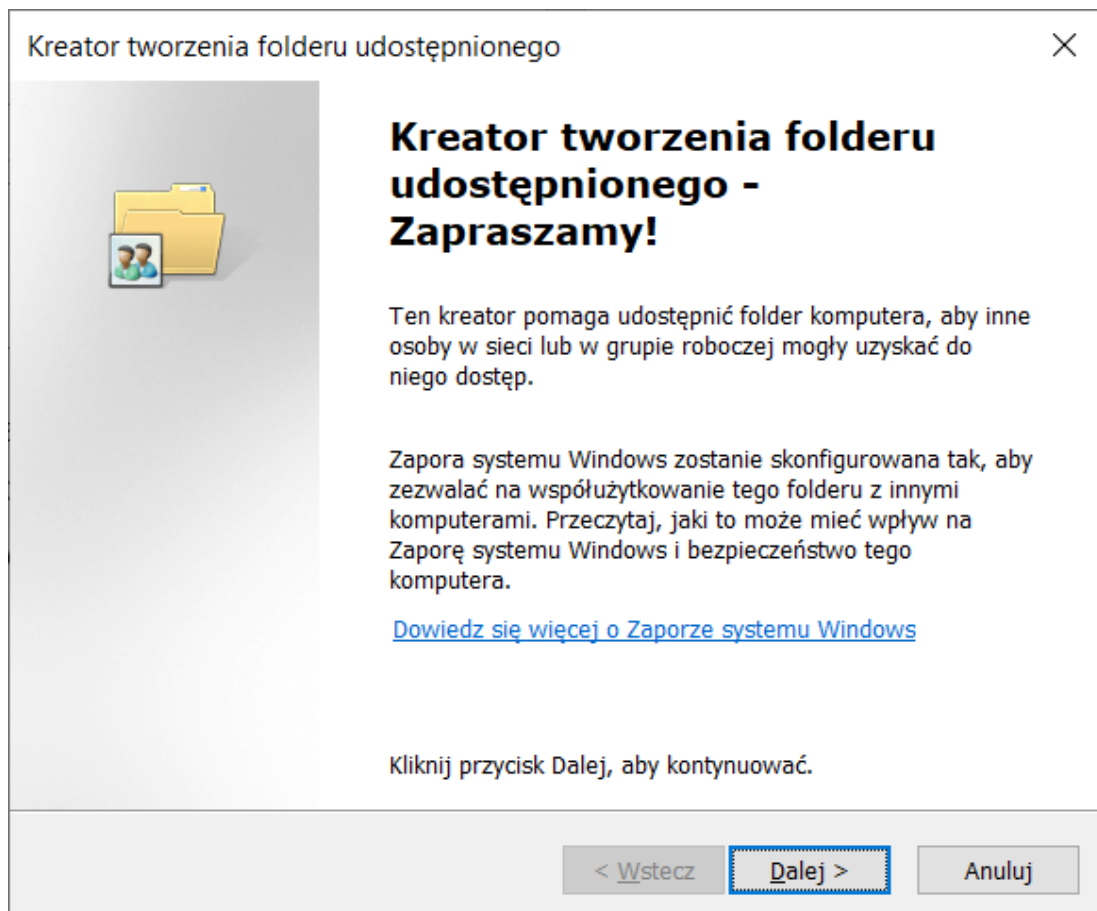 Kreator tworzenia folderu udostępnionego
Kreator tworzenia folderu
udostępnionego -
Zapraszamy!
Ten kreator pomaga udostępnić folder komputera, aby inne
osoby w sieci lub w grupie roboczej mogły uzyskać do
niego dostęp.
Zapora systemu Windows zostanie skonfigurowana tak, aby
zezwalać na współużytkowanie tego folderu z innymi
komputerami. Przeczytaj, jaki to może mieć wpływ na
Zaporę systemu Windows i bezpieczeństwo tego
komputera.
Dowiedz się więcej o Zaporze systemu Windows
Kliknij przycisk Dalej, aby kontynuować.
< Wstecz Dalej > Anuluj